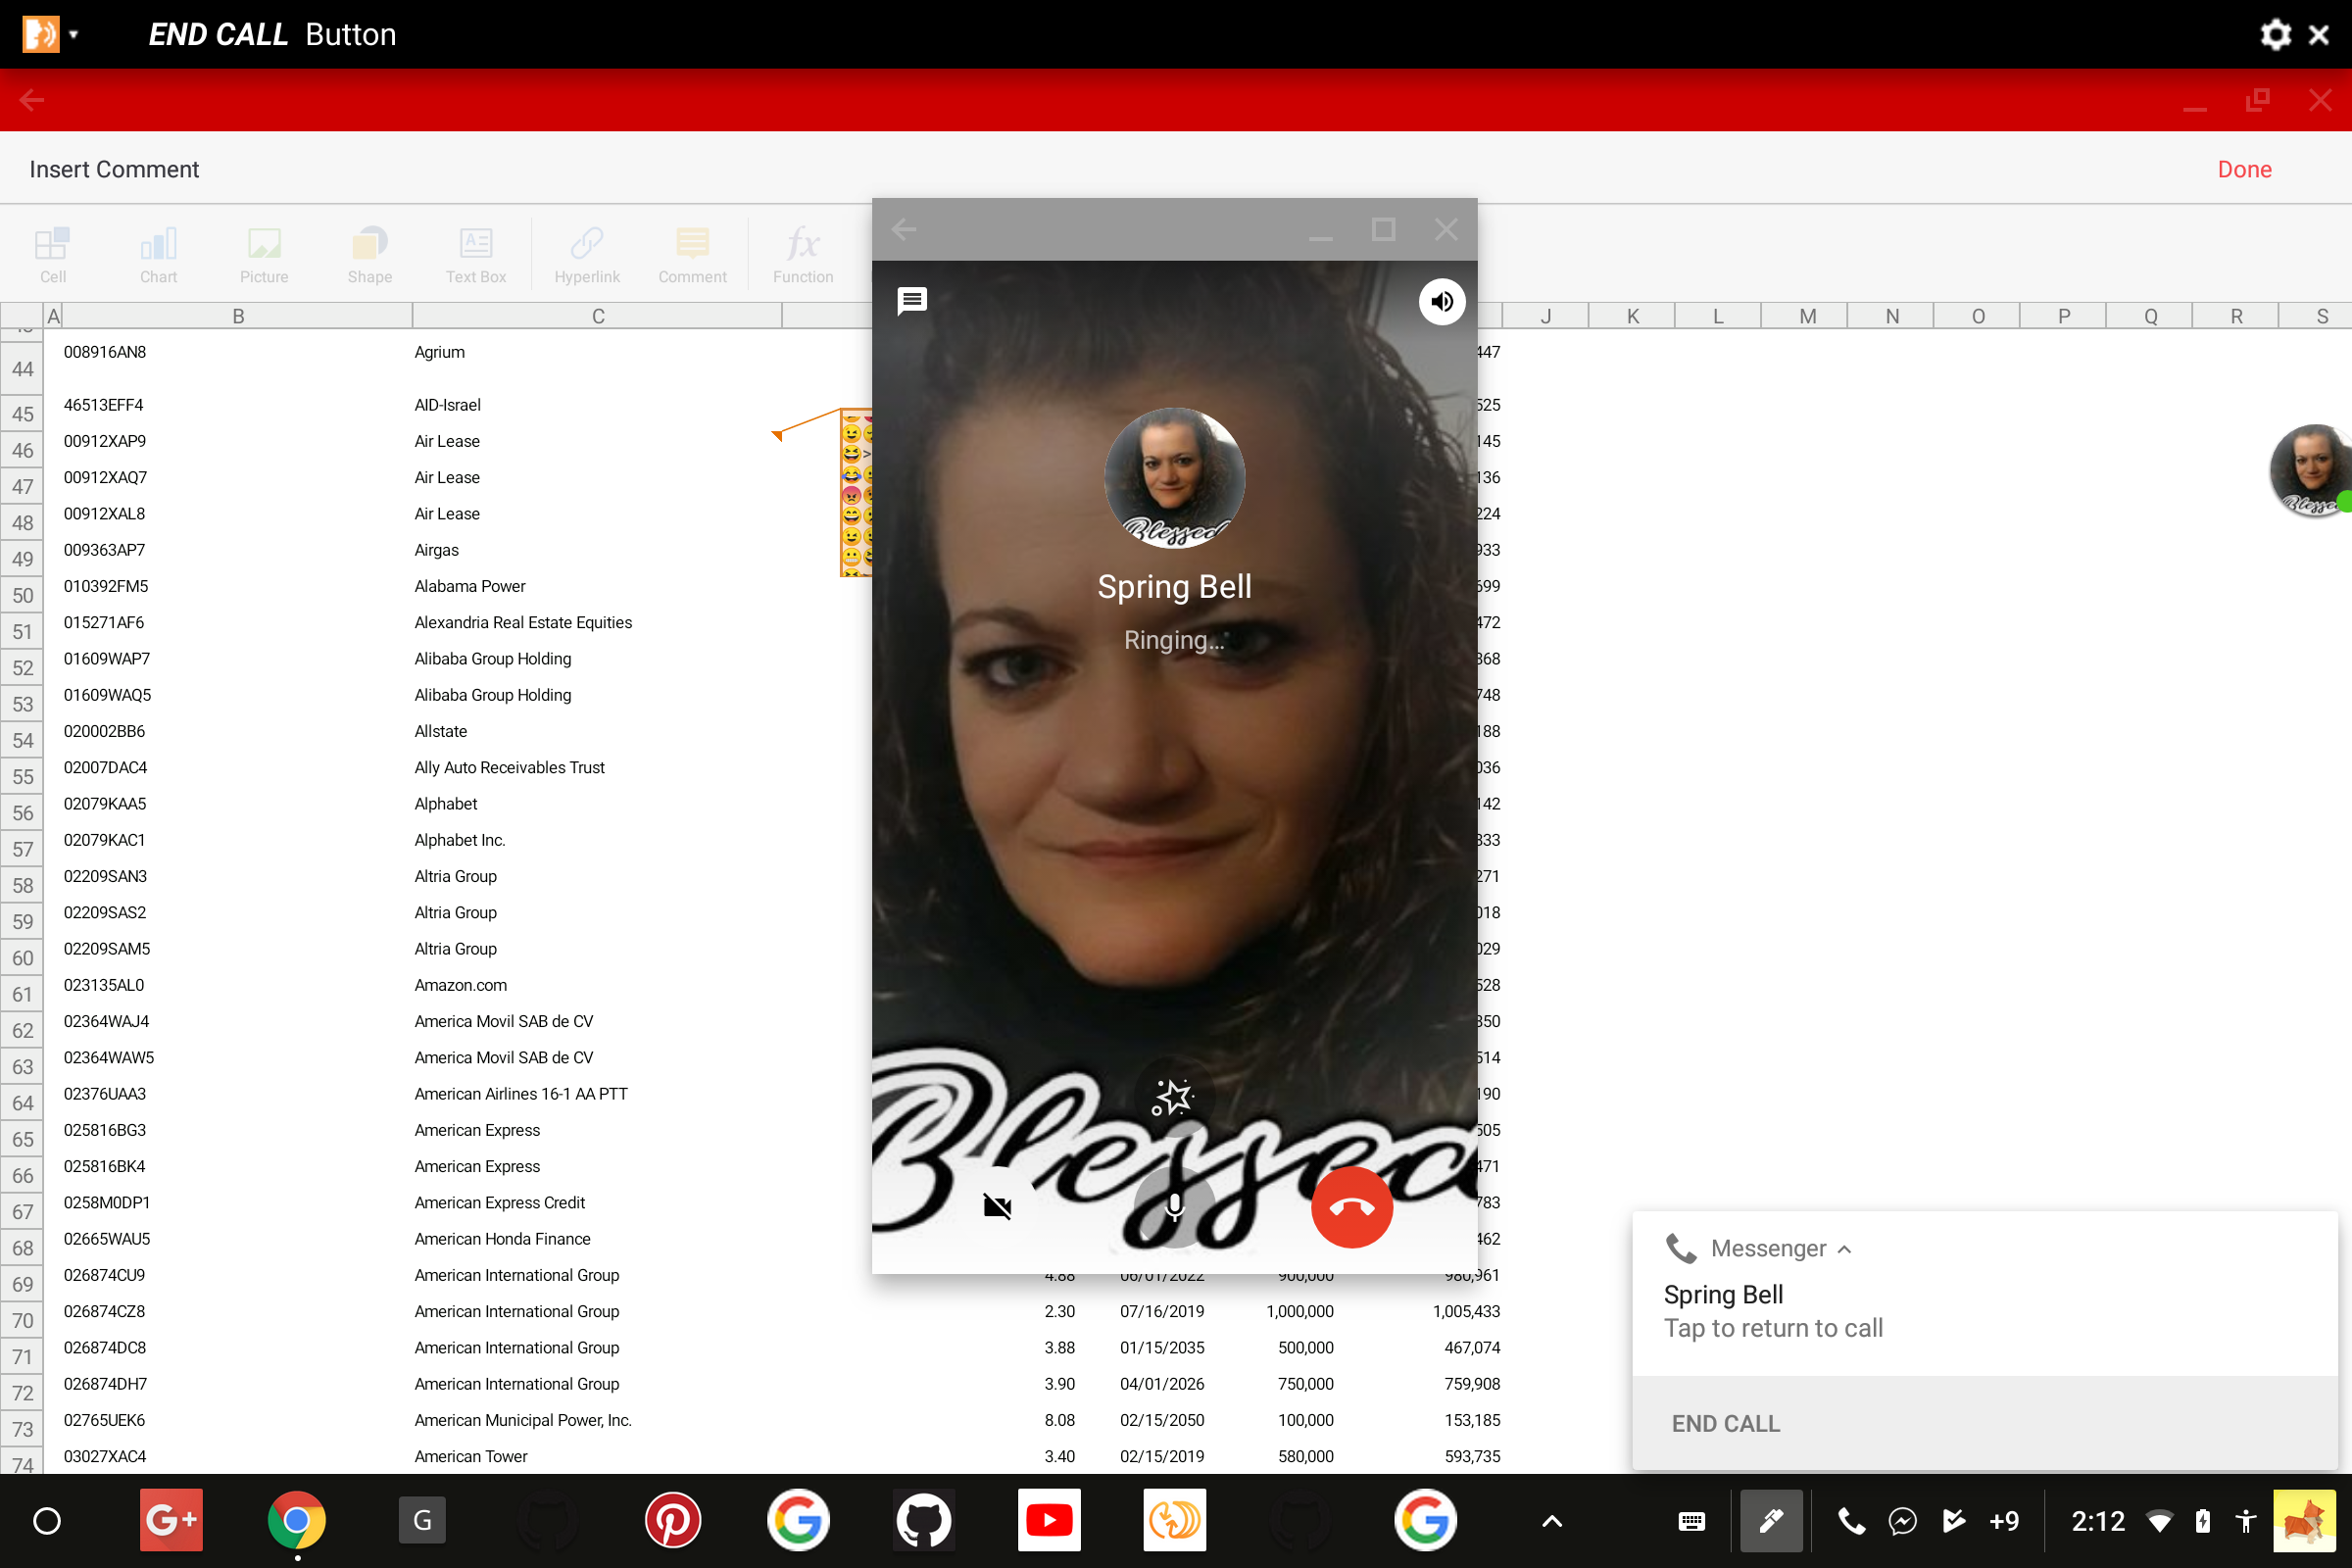 END CALL Button
Insert Comment
Done
Cell
Chart
Picture
Shape
Text Box
Hyperlink
Comment
Function
A B C J K L M N O P Q R S
44 008916AN8 Agrium 447
45 46513EFF4 AID-Israel 525
46 00912XAP9 Air Lease 145
47 00912XAQ7 Air Lease 136
48 00912XAL8 Air Lease 224
49 009363AP7 Airgas 933
50 010392FM5 Alabama Power 699
51 015271AF6 Alexandria Real Estate Equities 472
52 01609WAP7 Alibaba Group Holding 368
53 01609WAQ5 Alibaba Group Holding 748
54 020002BB6 Allstate 188
55 02007DAC4 Ally Auto Receivables Trust 036
56 02079KAA5 Alphabet 142
57 02079KAC1 Alphabet Inc. 333
58 02209SAN3 Altria Group 271
59 02209SAS2 Altria Group 018
60 02209SAM5 Altria Group 029
61 023135AL0 Amazon.com 528
62 02364WAJ4 America Movil SAB de CV 350
63 02364WAW5 America Movil SAB de CV 514
64 02376UAA3 American Airlines 16-1 AA PTT 190
65 025816BG3 American Express 505
66 025816BK4 American Express 471
67 0258M0DP1 American Express Credit 783
68 02665WAU5 American Honda Finance 462
69 026874CU9 American International Group 4.88 06/01/2022 900,000 980,961
70 026874CZ8 American International Group 2.30 07/16/2019 1,000,000 1,005,433
71 026874DC8 American International Group 3.88 01/15/2035 500,000 467,074
72 026874DH7 American International Group 3.90 04/01/2026 750,000 759,908
73 02765UEK6 American Municipal Power, Inc. 8.08 02/15/2050 100,000 153,185
74 03027XAC4 American Tower 3.40 02/15/2019 580,000 593,735
Blessed
Spring Bell
Ringing...
Blessed
Blessed
Messenger
Spring Bell
Tap to return to call
END CALL
G+
G
+9
2:12